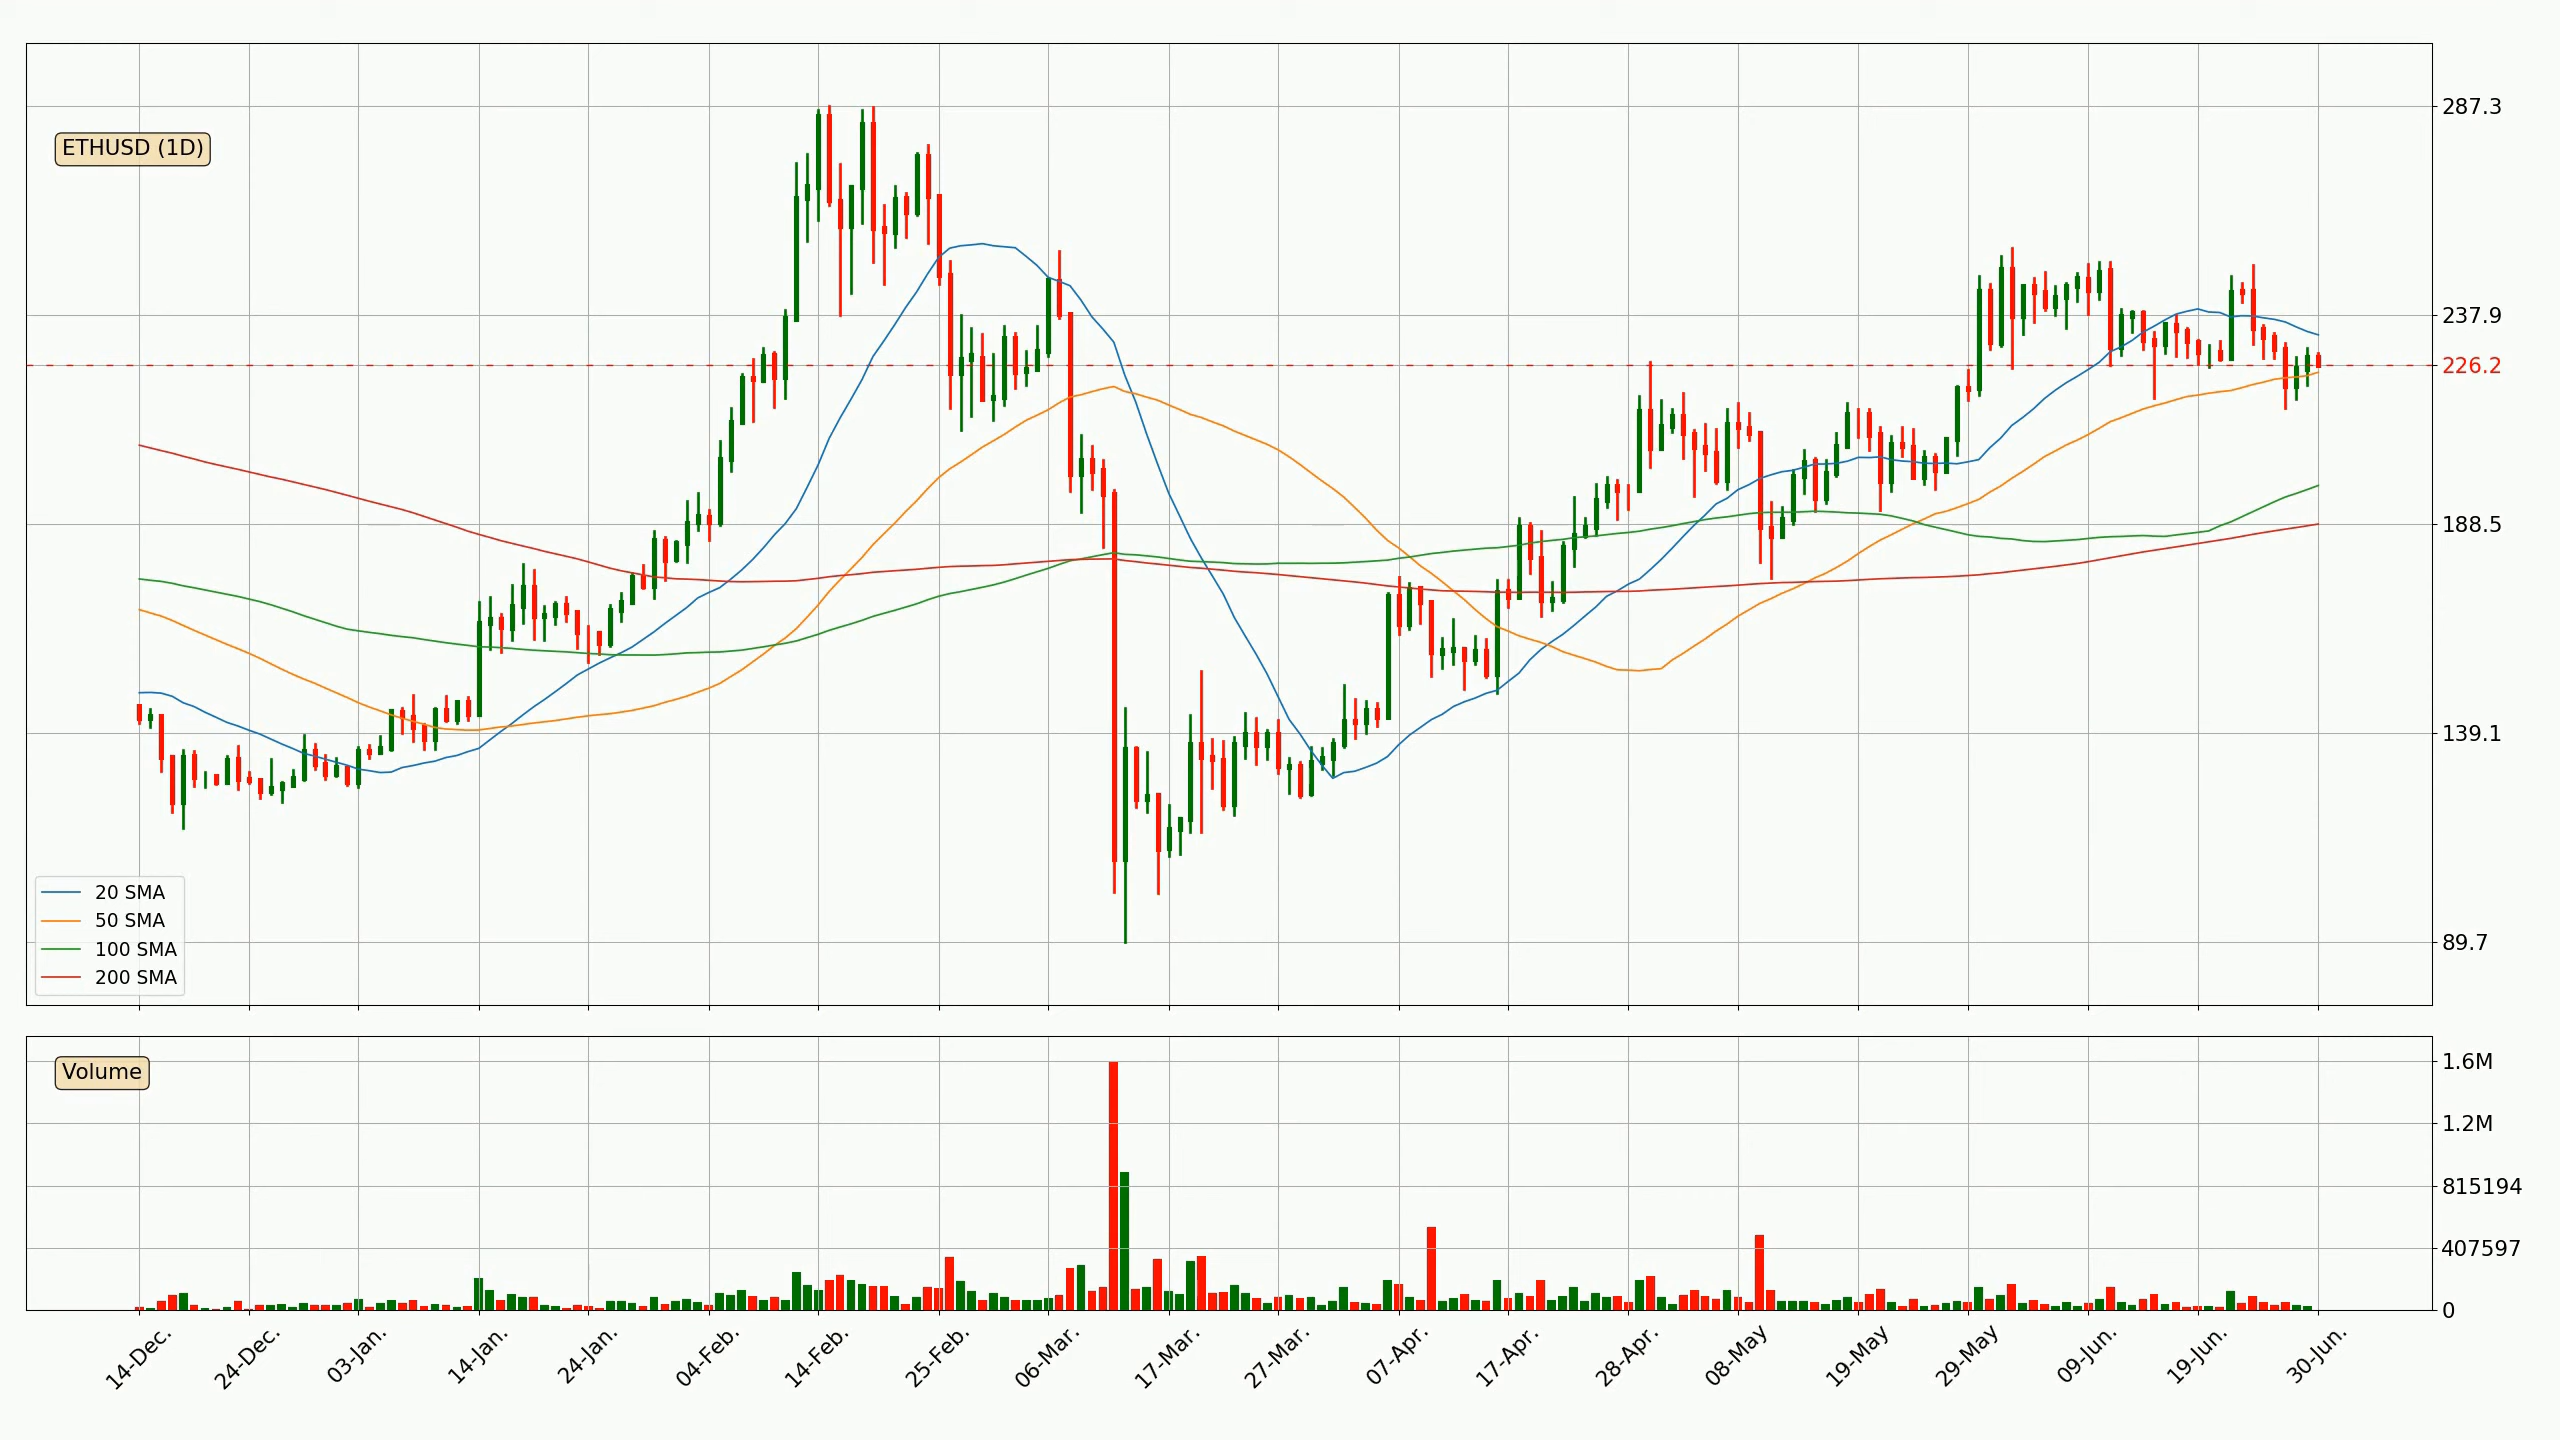 ETHUSD (1D)
287.3
237.9
226.2
188.5
139.1
89.7
20 SMA
50 SMA
100 SMA
200 SMA
Volume
1.6M
1.2M
815194
407597
0
14-Dec.
24-Dec.
03-Jan.
14-Jan.
24-Jan.
04-Feb.
14-Feb.
25-Feb.
06-Mar.
17-Mar.
27-Mar.
07-Apr.
17-Apr.
28-Apr.
08-May
19-May
29-May
09-Jun.
19-Jun.
30-Jun.